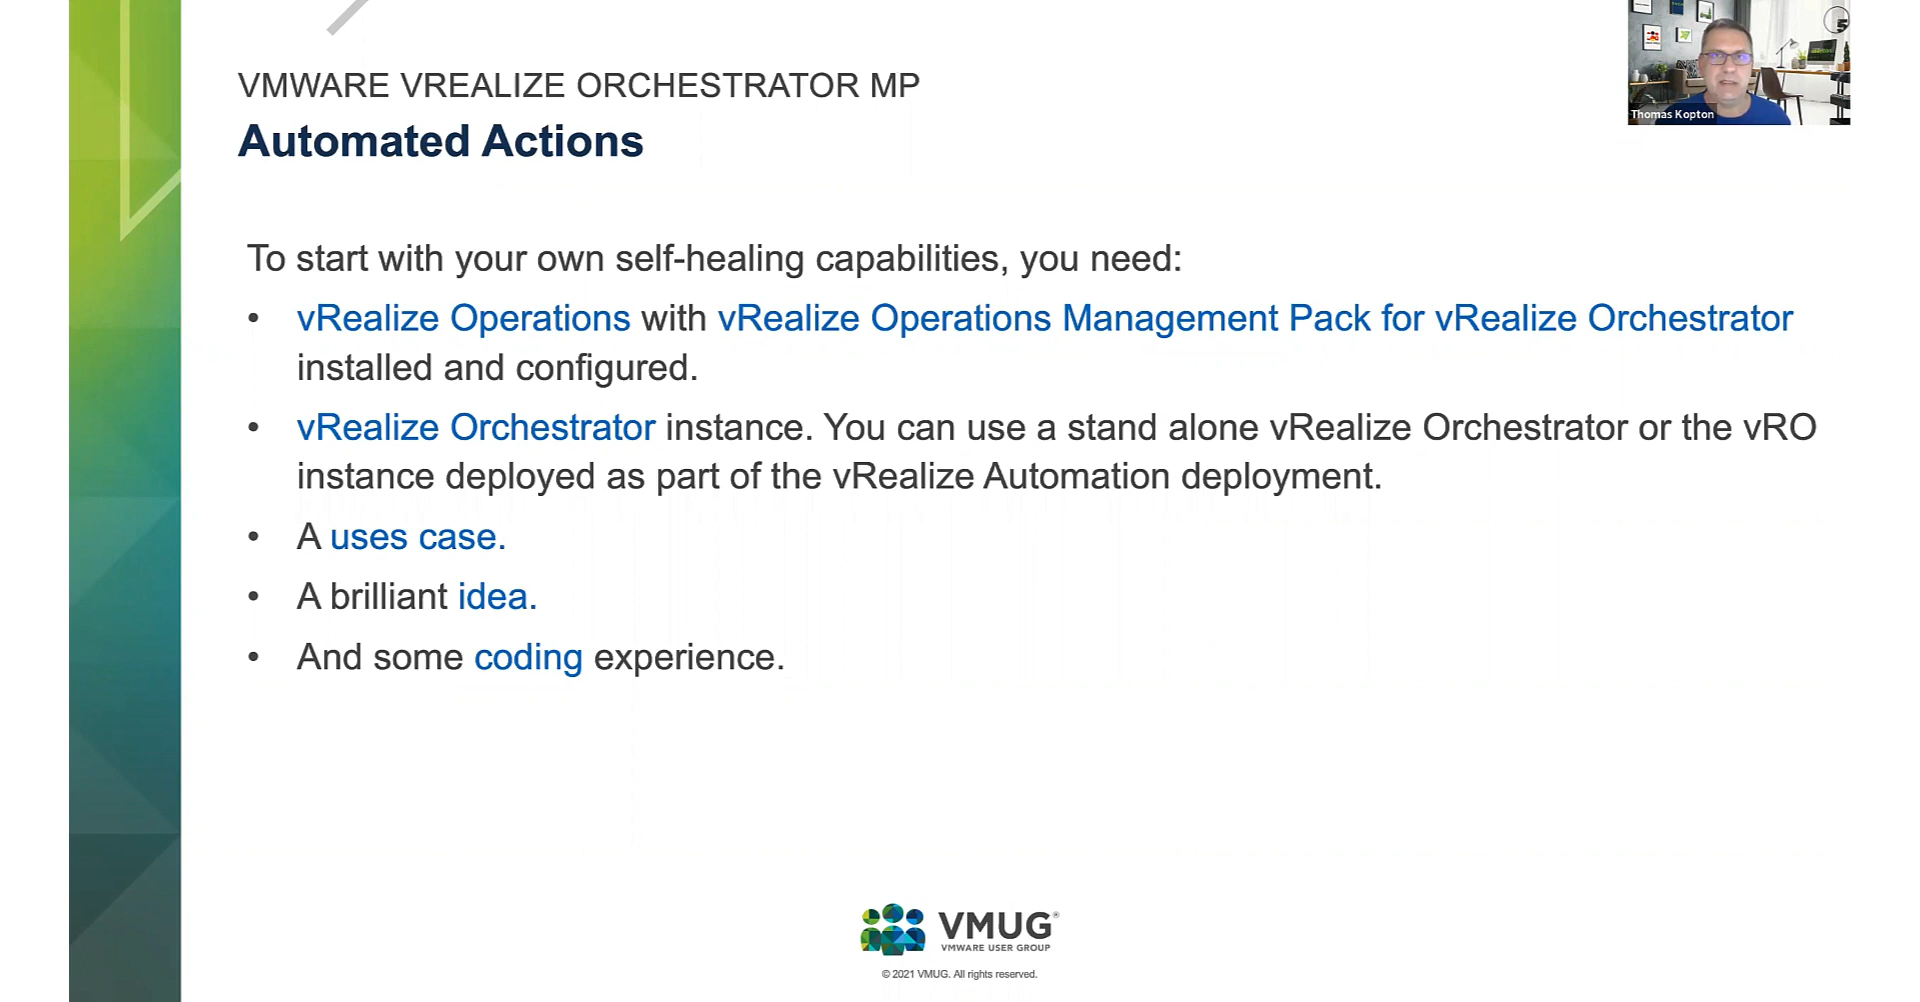 VMWARE VREALIZE ORCHESTRATOR MP
Automated Actions
Thomas Kopton
To start with your own self-healing capabilities, you need:
• vRealize Operations with vRealize Operations Management Pack for vRealize Orchestrator
installed and configured.
• vRealize Orchestrator instance. You can use a stand alone vRealize Orchestrator or the vRO
instance deployed as part of the vRealize Automation deployment.
• A uses case.
• A brilliant idea.
• And some coding experience.
VMUG®
VMWARE USER GROUP
© 2021 VMUG. All rights reserved.